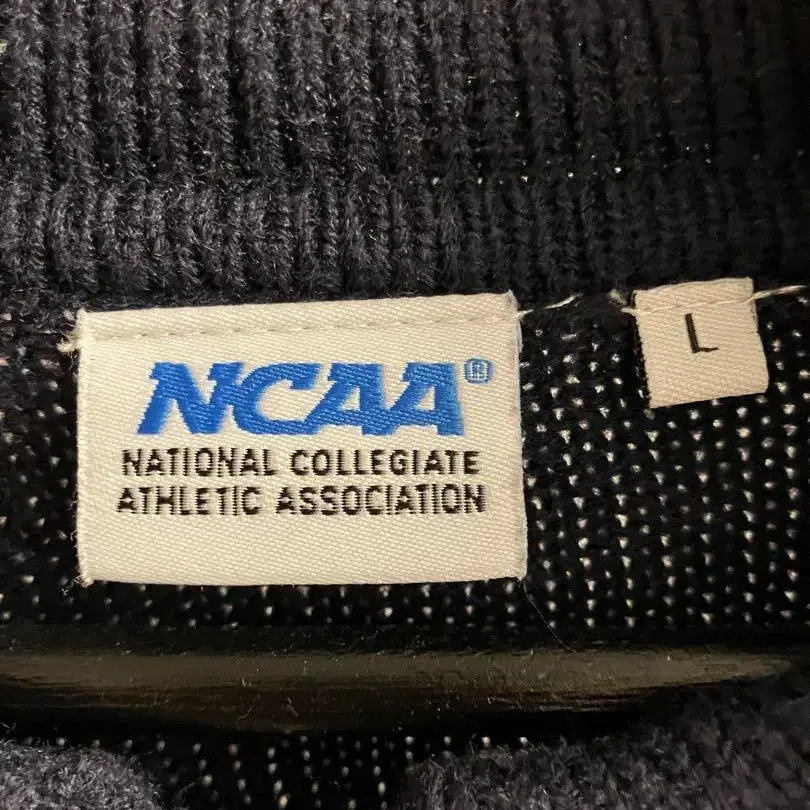 NCAA®
NATIONAL COLLEGIATE
ATHLETIC ASSOCIATION
L